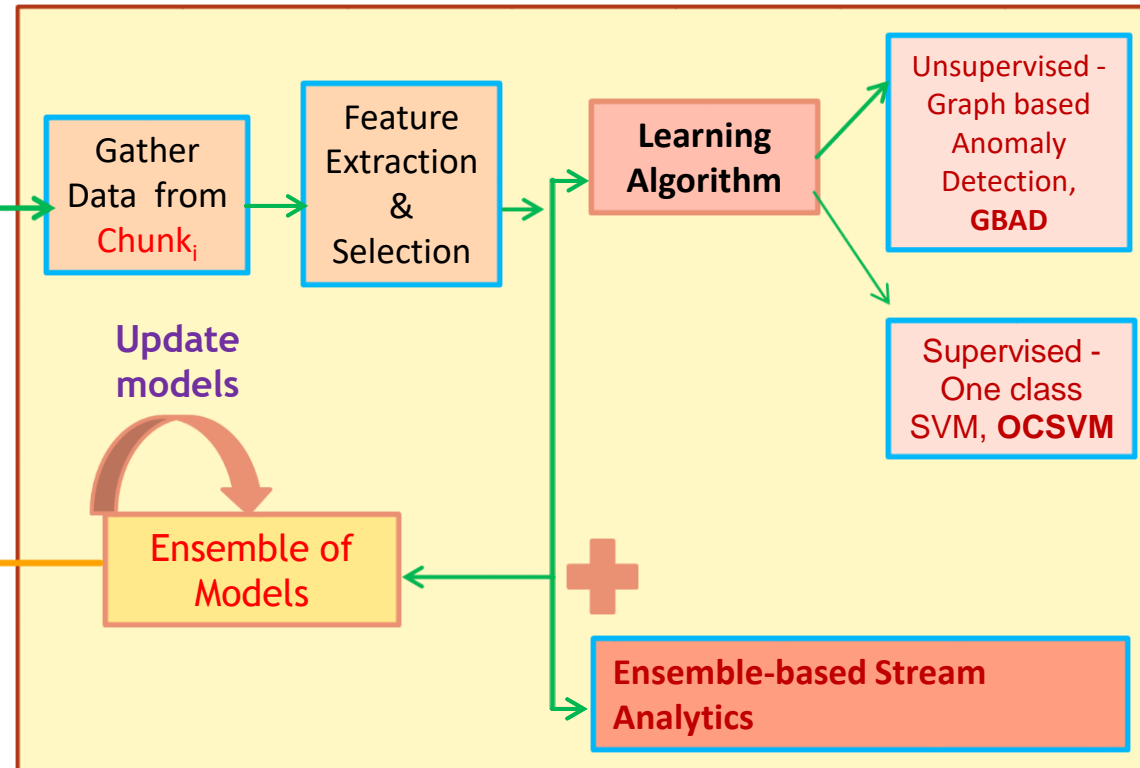 Gather
Data from
Chunkᵢ
Feature
Extraction
&
Selection
Learning
Algorithm
Unsupervised -
Graph based
Anomaly
Detection,
GBAD
Supervised -
One class
SVM, OCSVM
Update
models
Ensemble of
Models
Ensemble-based Stream
Analytics